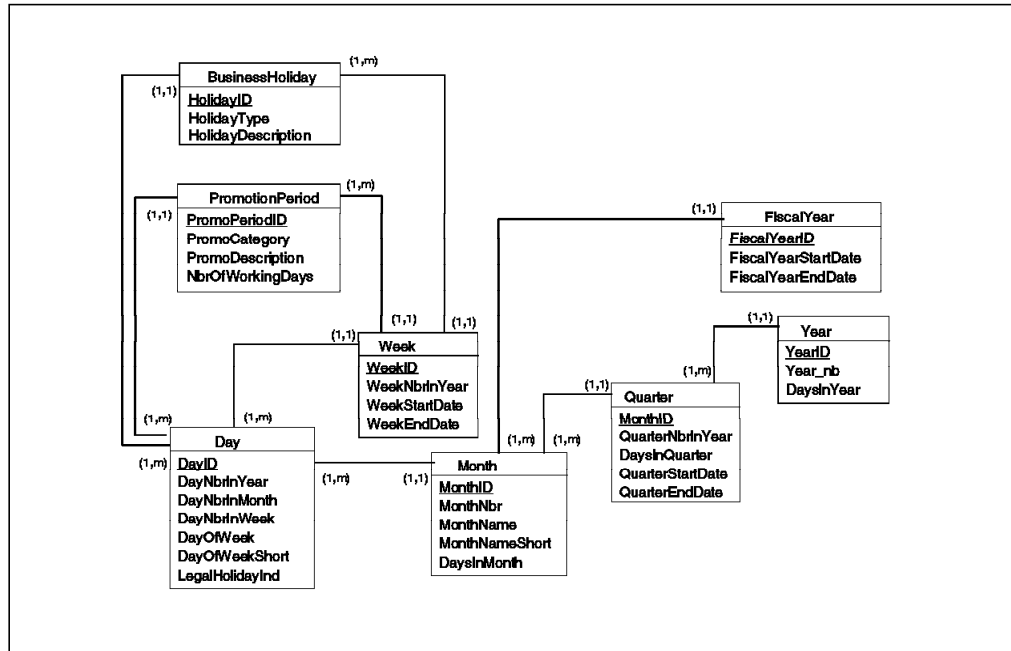 (1,m)
BusinessHoliday
(1,1)
HolidayID
HolidayType
HolidayDescription
(1,m)
PromotionPeriod
(1,1)
PromoPeriodID
PromoCategory
PromoDescription
NbrOfWorkingDays
(1,1)
FiscalYear
FiscalYearID
FiscalYearStartDate
FiscalYearEndDate
(1,1)
(1,1)
(1,1)
Week
WeekID
WeekNbrInYear
WeekStartDate
WeekEndDate
(1,1)
Year
YearID
Year_nb
DaysInYear
(1,m)
(1,1)
Quarter
MonthID
QuarterNbrInYear
DaysInQuarter
QuarterStartDate
QuarterEndDate
(1,m)
(1,m)
Day
(1,m)
DayID
DayNbrInYear
DayNbrInMonth
DayNbrInWeek
DayOfWeek
DayOfWeekShort
LegalHolidayInd
(1,m)
(1,1)
(1,m)
(1,m)
Month
MonthID
MonthNbr
MonthName
MonthNameShort
DaysInMonth